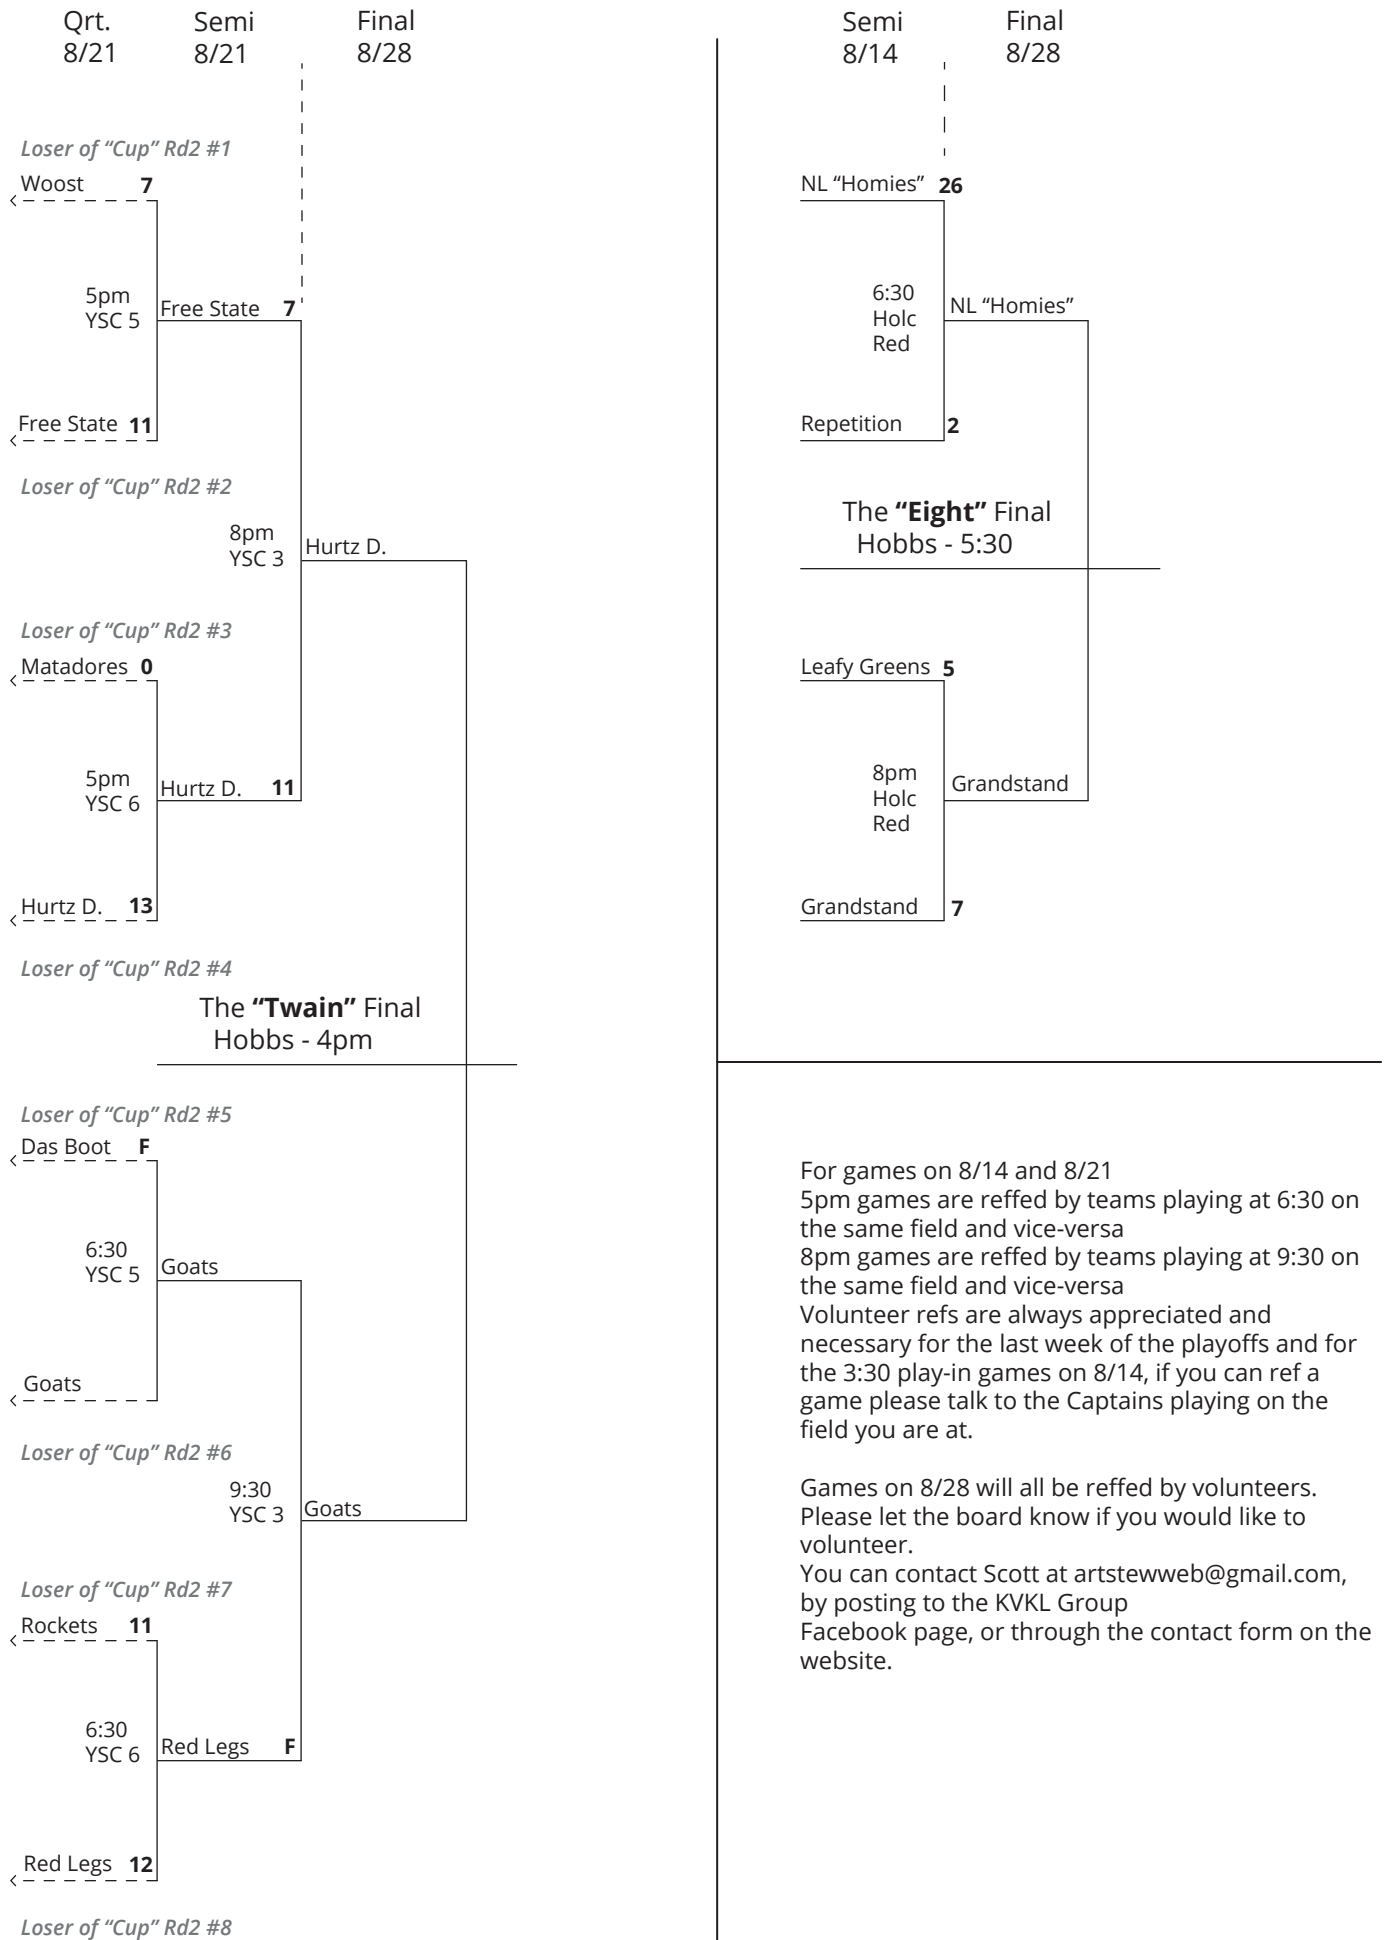 Qrt.
8/21
Semi
8/21
Final
8/28
Loser of “Cup” Rd2 #1
Woost 7
5pm
YSC 5
Free State 7
Free State 11
Loser of “Cup” Rd2 #2
8pm
YSC 3
Hurtz D.
Loser of “Cup” Rd2 #3
Matadores 0
5pm
YSC 6
Hurtz D. 11
Hurtz D. 13
Loser of “Cup” Rd2 #4
The “Twain” Final
Hobbs - 4pm
Loser of “Cup” Rd2 #5
Das Boot F
6:30
YSC 5
Goats
Goats
Loser of “Cup” Rd2 #6
9:30
YSC 3
Goats
Loser of “Cup” Rd2 #7
Rockets 11
6:30
YSC 6
Red Legs F
Red Legs 12
Loser of “Cup” Rd2 #8
Semi
8/14
Final
8/28
NL “Homies” 26
6:30
Holc
Red
NL “Homies”
Repetition 2
The “Eight” Final
Hobbs - 5:30
Leafy Greens 5
8pm
Holc
Red
Grandstand
Grandstand 7
For games on 8/14 and 8/21
5pm games are reffed by teams playing at 6:30 on
the same field and vice-versa
8pm games are reffed by teams playing at 9:30 on
the same field and vice-versa
Volunteer refs are always appreciated and
necessary for the last week of the playoffs and for
the 3:30 play-in games on 8/14, if you can ref a
game please talk to the Captains playing on the
field you are at.
Games on 8/28 will all be reffed by volunteers.
Please let the board know if you would like to
volunteer.
You can contact Scott at artstewweb@gmail.com,
by posting to the KVKL Group
Facebook page, or through the contact form on the
website.